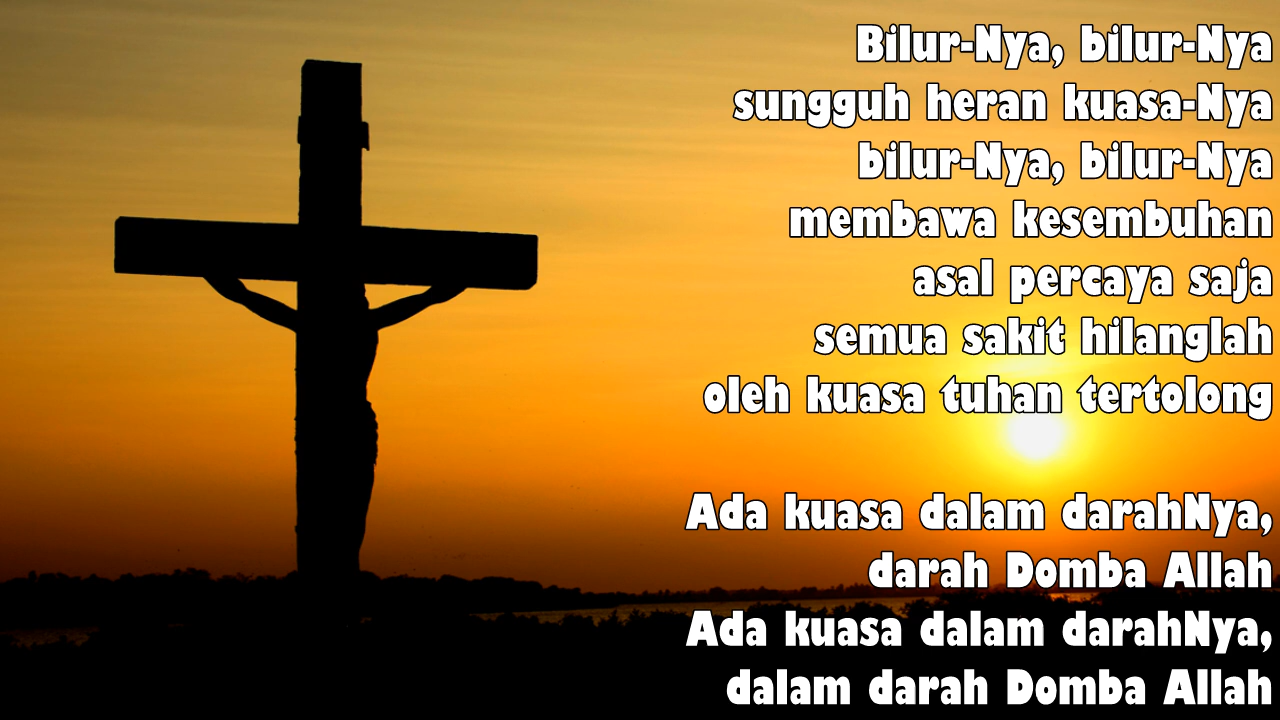 Bilur-Nya, bilur-Nya
sungguh heran kuasa-Nya
bilur-Nya, bilur-Nya
membawa kesembuhan
asal percaya saja
semua sakit hilanglah
oleh kuasa tuhan tertolong
Ada kuasa dalam darahNya,
darah Domba Allah
Ada kuasa dalam darahNya,
dalam darah Domba Allah